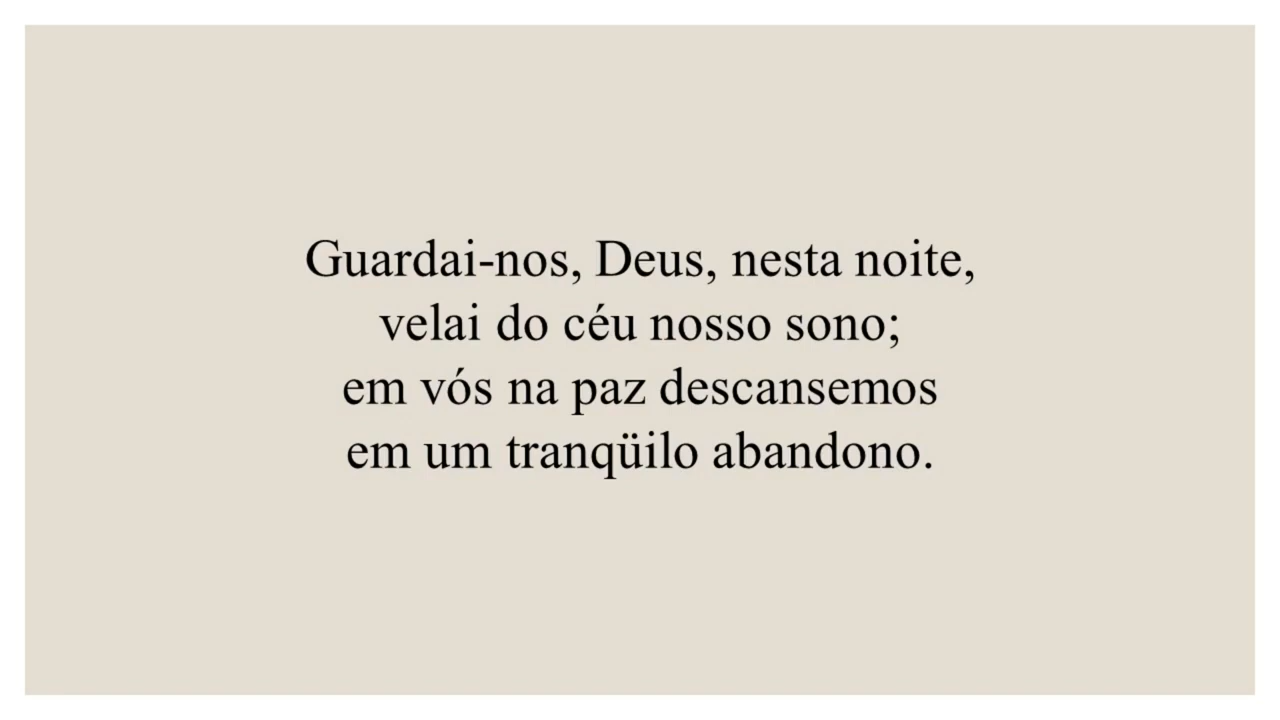 Guardai-nos, Deus, nesta noite,
velai do céu nosso sono;
em vós na paz descansemos
em um tranqüilo abandono.